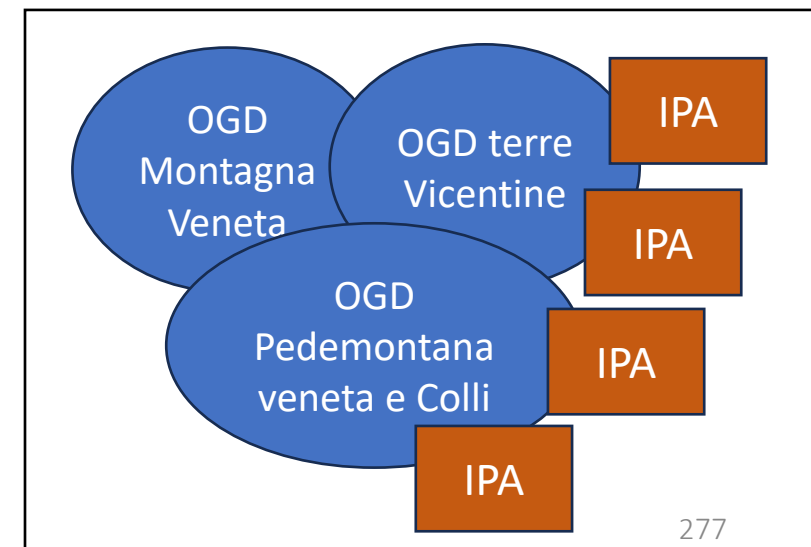 OGD
Montagna
Veneta
OGD terre
Vicentine
IPA
IPA
OGD
Pedemontana
veneta e Colli
IPA
IPA
277